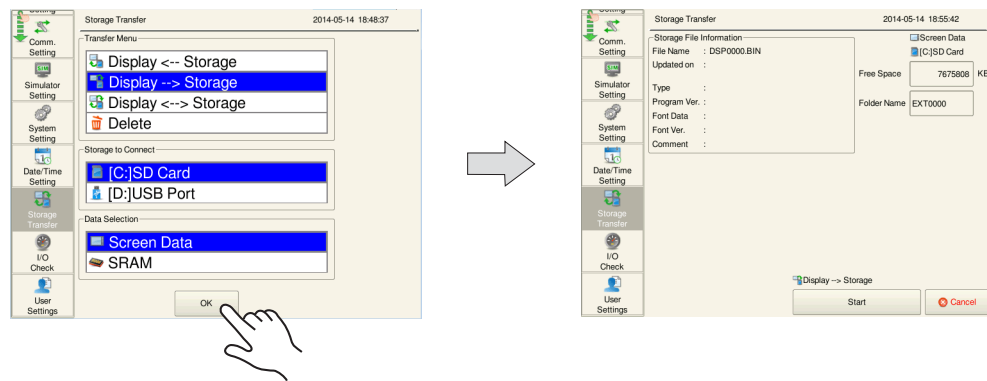 Setting
Storage Transfer
2014-05-14 18:48:37
Comm.
Setting
Simulator
Setting
System
Setting
Date/Time
Setting
Storage
Transfer
I/O
Check
User
Settings
Transfer Menu
Display <-- Storage
Display --> Storage
Display <--> Storage
Delete
Storage to Connect
[C:]SD Card
[D:]USB Port
Data Selection
Screen Data
SRAM
OK
Setting
Storage Transfer
2014-05-14 18:55:42
Comm.
Setting
SIM
Simulator
Setting
System
Setting
Date/Time
Setting
Storage
Transfer
I/O
Check
User
Settings
Storage File Information
File Name : DSP0000.BIN
Updated on :
Type :
Program Ver. :
Font Data :
Font Ver. :
Comment :
Screen Data
[C:]SD Card
Free Space 7675808 KB
Folder Name EXT0000
Display --> Storage
Start
Cancel